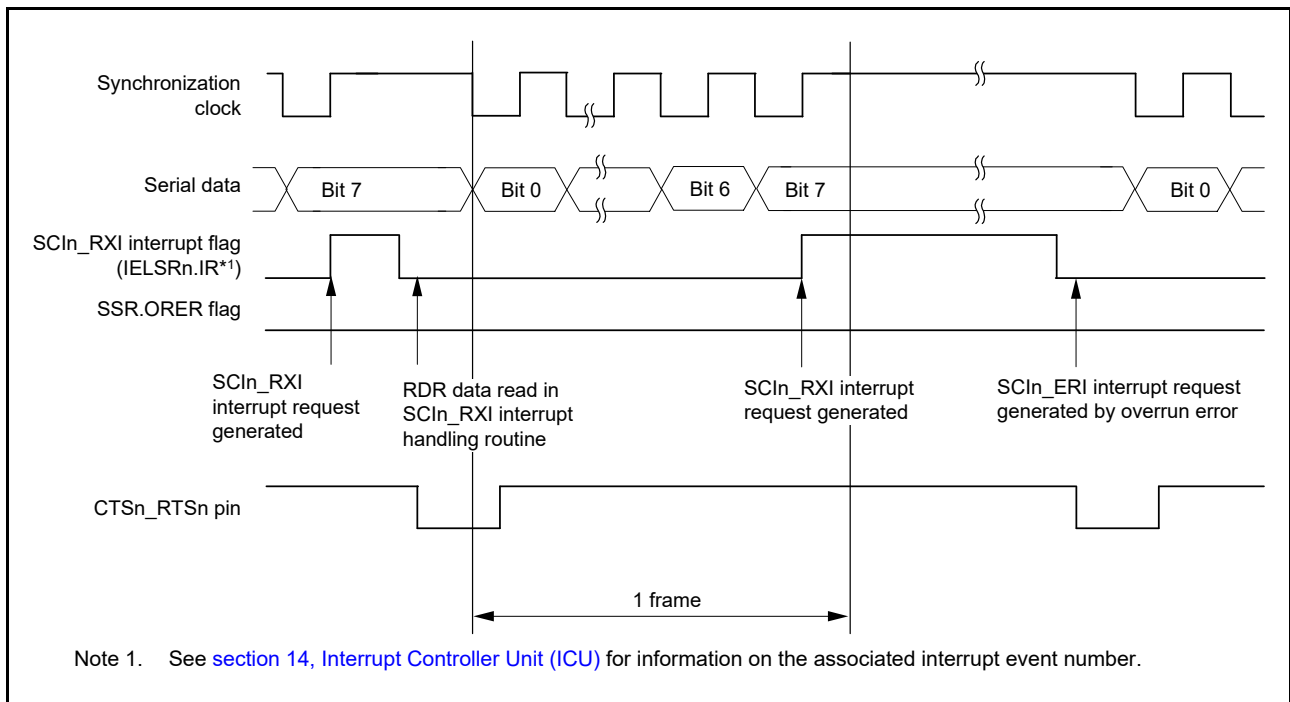 Synchronization
clock
Serial data
Bit 7
Bit 0
Bit 6
Bit 7
Bit 0
SCIn_RXI interrupt flag
(IELSRn.IR*1)
SSR.ORER flag
SCIn_RXI
interrupt request
generated
RDR data read in
SCIn_RXI interrupt
handling routine
SCIn_RXI interrupt
request generated
SCIn_ERI interrupt request
generated by overrun error
CTSn_RTSn pin
1 frame
Note 1. See section 14, Interrupt Controller Unit (ICU) for information on the associated interrupt event number.